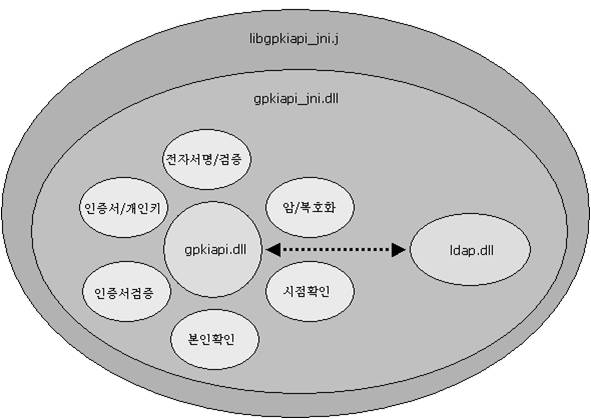 libgpkiapi_jni.j
gpkiapi_jni.dll
전자서명/검증
인증서/개인키
암/복호화
gpkiapi.dll
ldap.dll
인증서검증
시점확인
본인확인